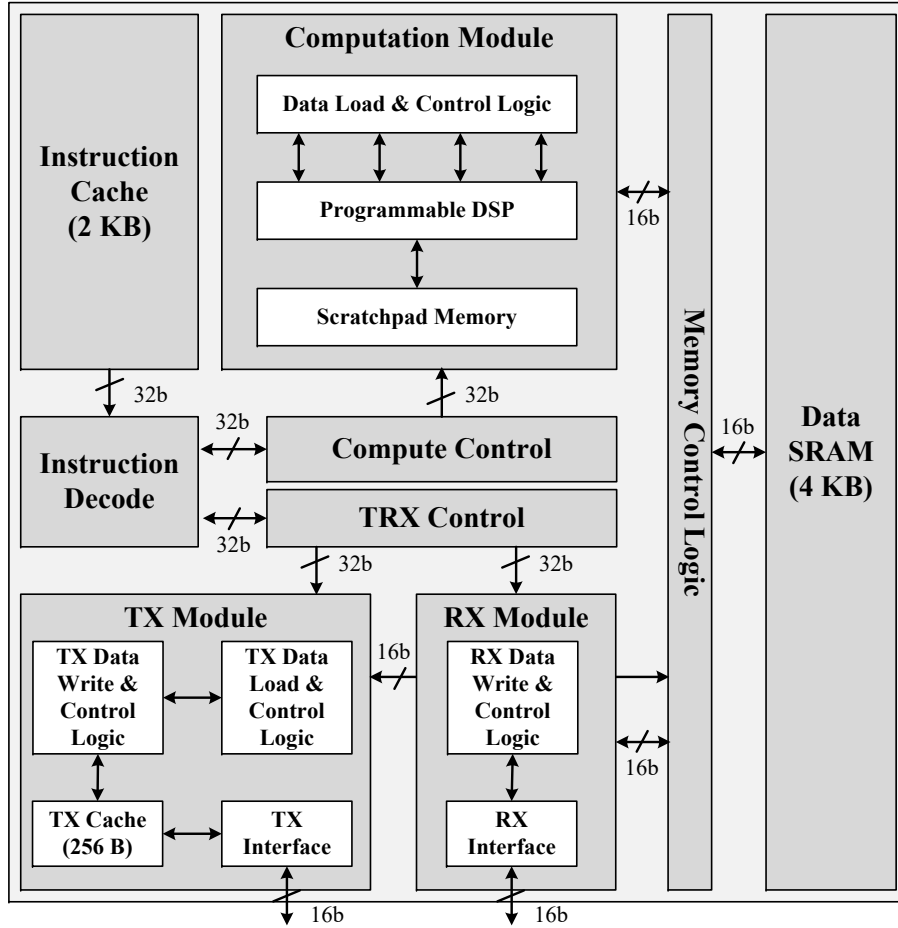 Computation Module
Data Load & Control Logic
Programmable DSP
Scratchpad Memory
Instruction
Cache
(2 KB)
16b
32b
32b
32b
Instruction
Decode
Compute Control
TRX Control
32b
32b
32b
Memory Control Logic
16b
Data
SRAM
(4 KB)
TX Module
TX Data
Write &
Control
Logic
TX Data
Load &
Control
Logic
TX Cache
(256 B)
TX
Interface
16b
16b
RX Module
RX Data
Write &
Control
Logic
RX
Interface
16b
16b